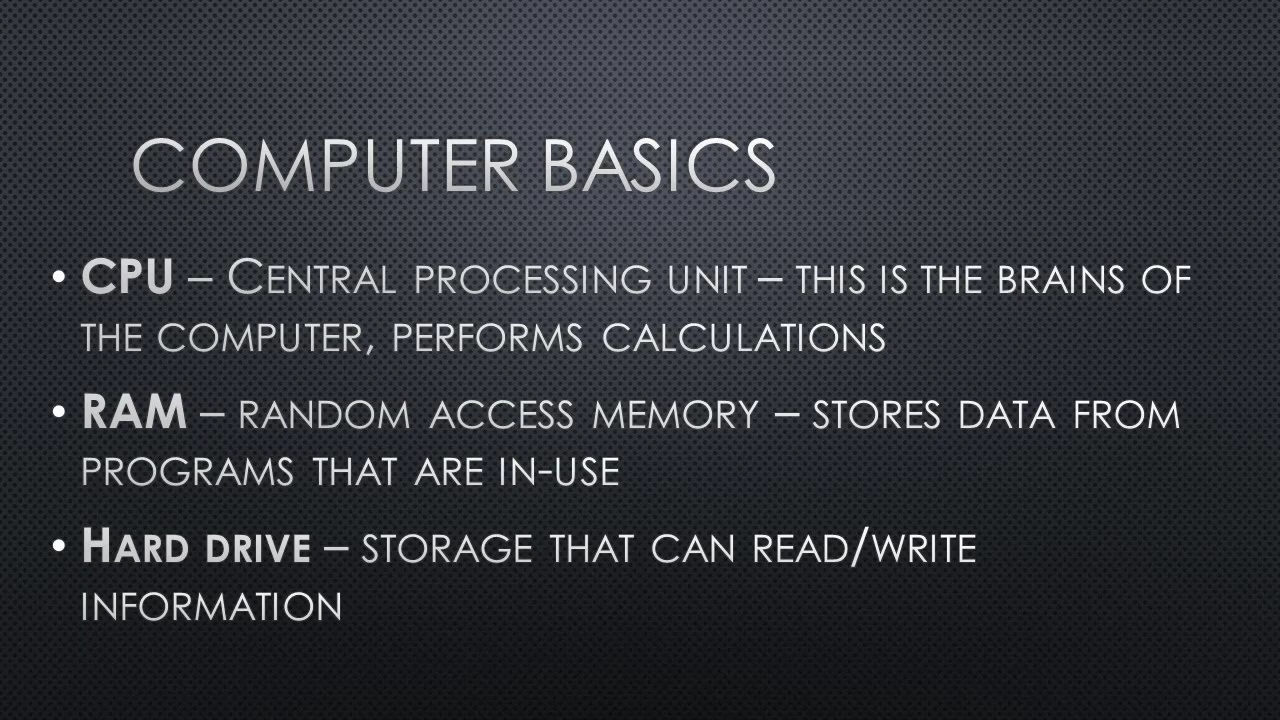 COMPUTER BASICS
• CPU – CENTRAL PROCESSING UNIT – THIS IS THE BRAINS OF
THE COMPUTER, PERFORMS CALCULATIONS
• RAM – RANDOM ACCESS MEMORY – STORES DATA FROM
PROGRAMS THAT ARE IN-USE
• HARD DRIVE – STORAGE THAT CAN READ/WRITE
INFORMATION